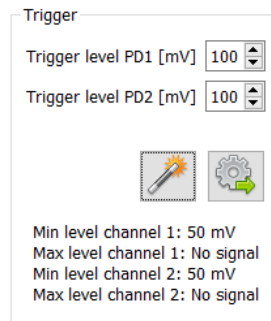 Trigger
Trigger level PD1 [mV] 100
Trigger level PD2 [mV] 100
Min level channel 1: 50 mV
Max level channel 1: No signal
Min level channel 2: 50 mV
Max level channel 2: No signal